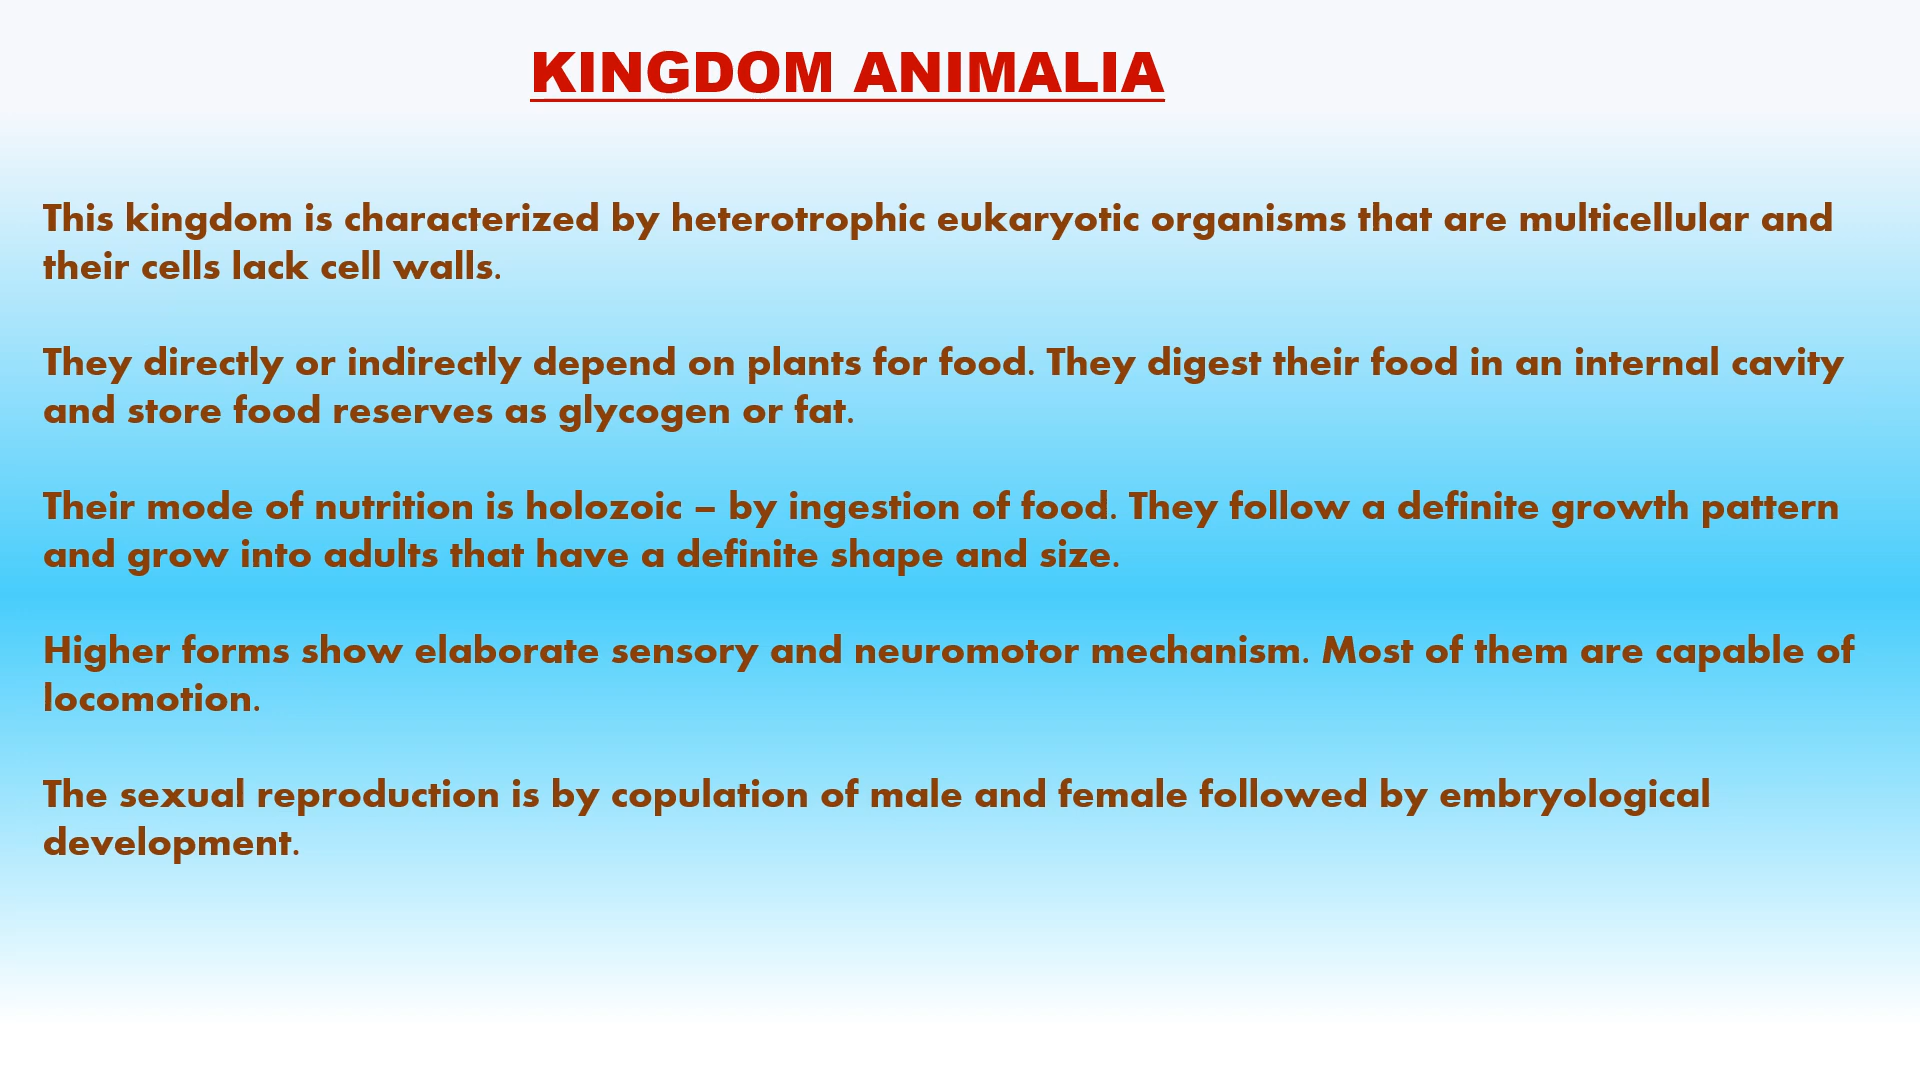 KINGDOM ANIMALIA
This kingdom is characterized by heterotrophic eukaryotic organisms that are multicellular and
their cells lack cell walls.
They directly or indirectly depend on plants for food. They digest their food in an internal cavity
and store food reserves as glycogen or fat.
Their mode of nutrition is holozoic – by ingestion of food. They follow a definite growth pattern
and grow into adults that have a definite shape and size.
Higher forms show elaborate sensory and neuromotor mechanism. Most of them are capable of
locomotion.
The sexual reproduction is by copulation of male and female followed by embryological
development.